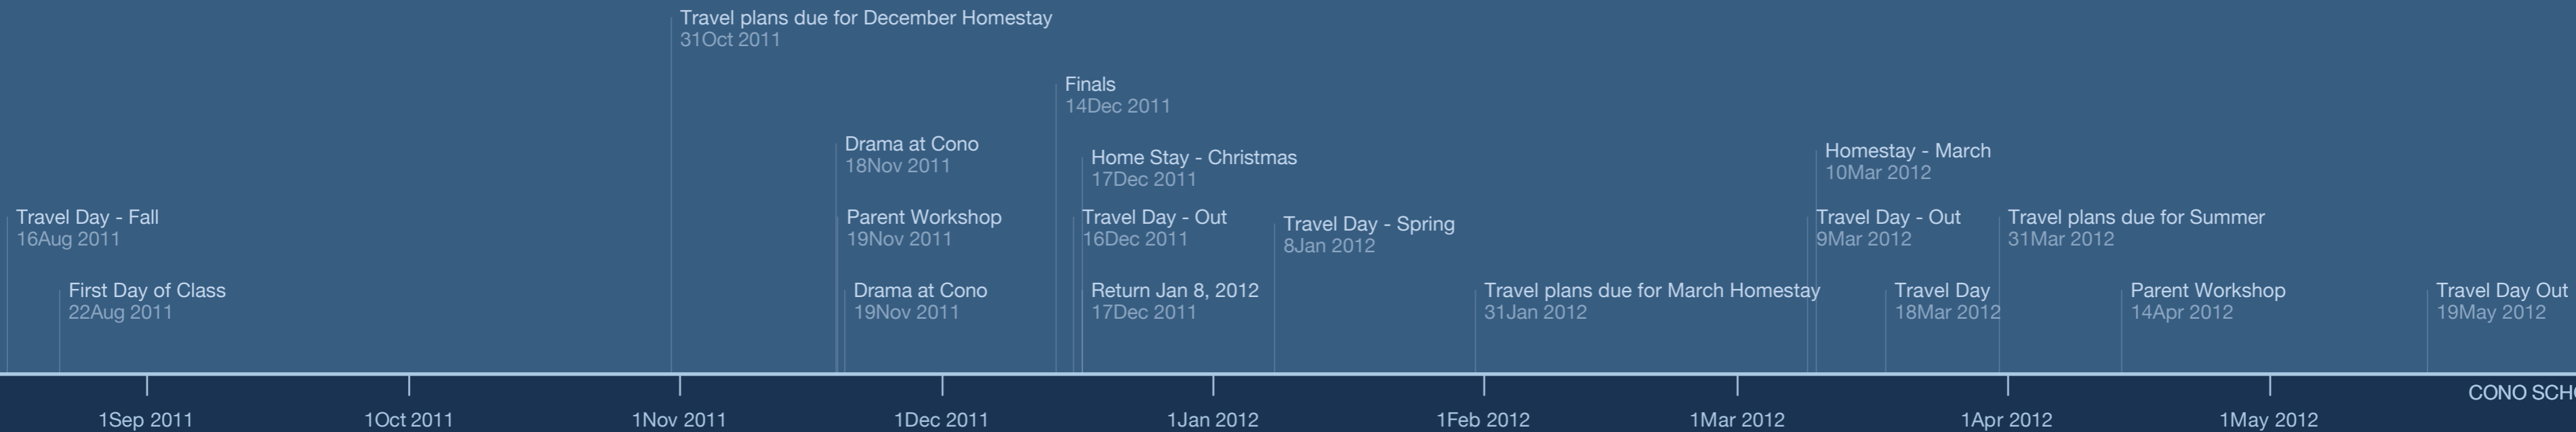 Travel plans due for December Homestay
31Oct 2011
Finals
14Dec 2011
Drama at Cono
18Nov 2011
Home Stay - Christmas
17Dec 2011
Homestay - March
10Mar 2012
Travel Day - Fall
16Aug 2011
Parent Workshop
19Nov 2011
Travel Day - Out
16Dec 2011
Travel Day - Spring
8Jan 2012
Travel Day - Out
9Mar 2012
Travel plans due for Summer
31Mar 2012
First Day of Class
22Aug 2011
Drama at Cono
19Nov 2011
Return Jan 8, 2012
17Dec 2011
Travel plans due for March Homestay
31Jan 2012
Travel Day
18Mar 2012
Parent Workshop
14Apr 2012
Travel Day Out
19May 2012
CONO SCHO
1Sep 2011
1Oct 2011
1Nov 2011
1Dec 2011
1Jan 2012
1Feb 2012
1Mar 2012
1Apr 2012
1May 2012